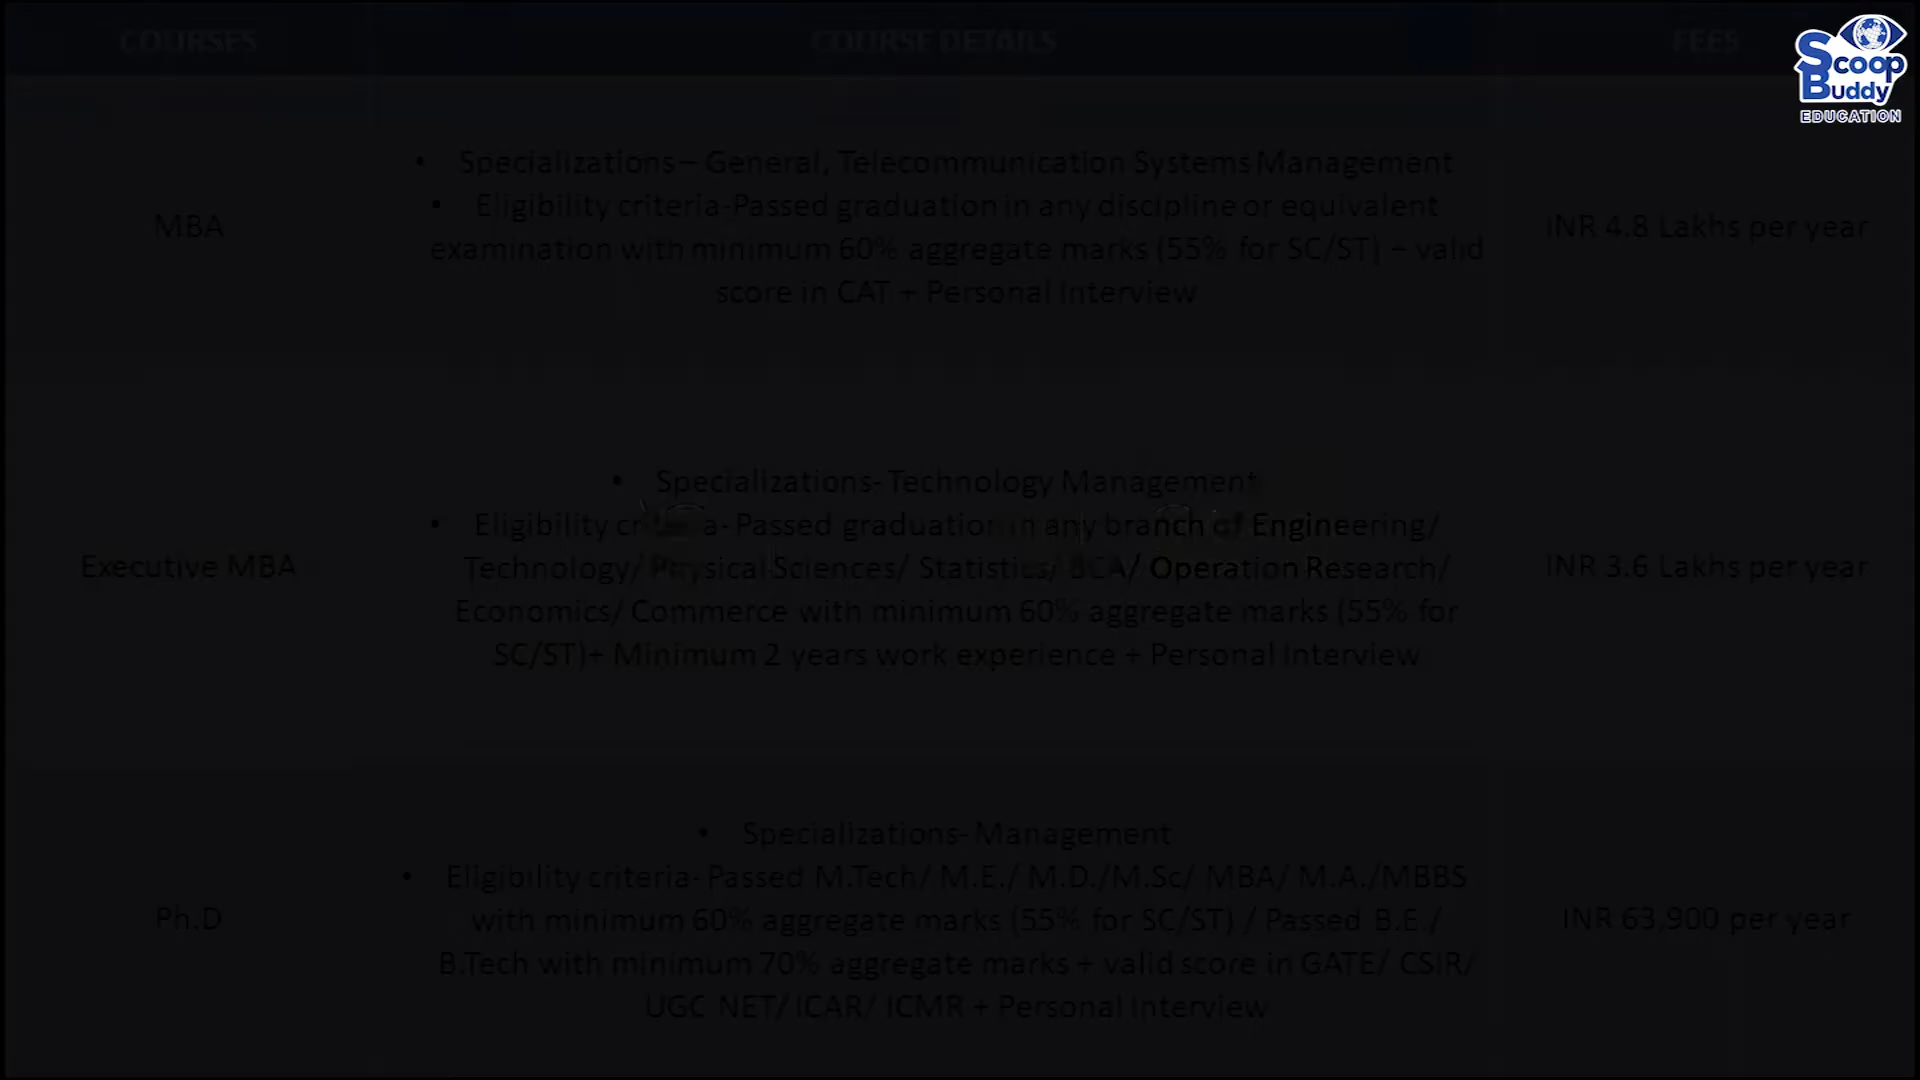 COURSES
COURSE DETAILS
FEES
Scoop
Buddy
EDUCATION
MBA
• Specializations – General, Telecommunication Systems Management
• Eligibility criteria-Passed graduation in any discipline or equivalent
examination with minimum 60% aggregate marks (55% for SC/ST) + valid
score in CAT + Personal Interview
INR 4.8 Lakhs per year
Executive MBA
• Specializations- Technology Management
• Eligibility criteria- Passed graduation in any branch of Engineering/
Technology/ Physical Sciences/ Statistics/ BCA/ Operation Research/
Economics/ Commerce with minimum 60% aggregate marks (55% for
SC/ST)+ Minimum 2 years work experience + Personal Interview
INR 3.6 Lakhs per year
Ph.D
• Specializations- Management
• Eligibility criteria- Passed M.Tech/ M.E./ M.D./M.Sc/ MBA/ M.A./MBBS
with minimum 60% aggregate marks (55% for SC/ST) / Passed B.E./
B.Tech with minimum 70% aggregate marks + valid score in GATE/ CSIR/
UGC NET/ ICAR/ ICMR + Personal Interview
INR 63,900 per year